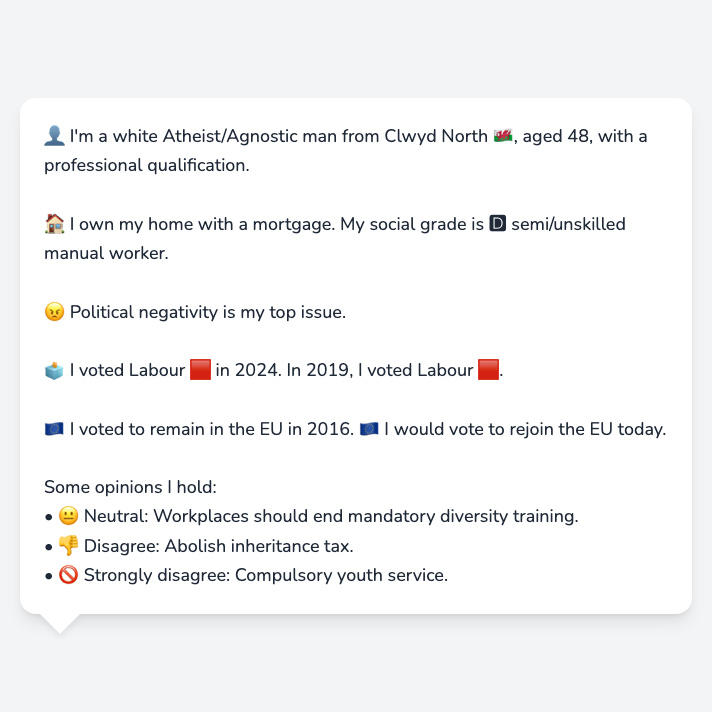 👤 I'm a white Atheist/Agnostic man from Clwyd North 🏴󠁧󠁢󠁷󠁬󠁳󠁿, aged 48, with a
professional qualification.
🏠 I own my home with a mortgage. My social grade is 🅳 semi/unskilled
manual worker.
😠 Political negativity is my top issue.
🗳️ I voted Labour 🟥 in 2024. In 2019, I voted Labour 🟥.
🇪🇺 I voted to remain in the EU in 2016. 🇪🇺 I would vote to rejoin the EU today.
Some opinions I hold:
• 😐 Neutral: Workplaces should end mandatory diversity training.
• 👎 Disagree: Abolish inheritance tax.
• 🚫 Strongly disagree: Compulsory youth service.